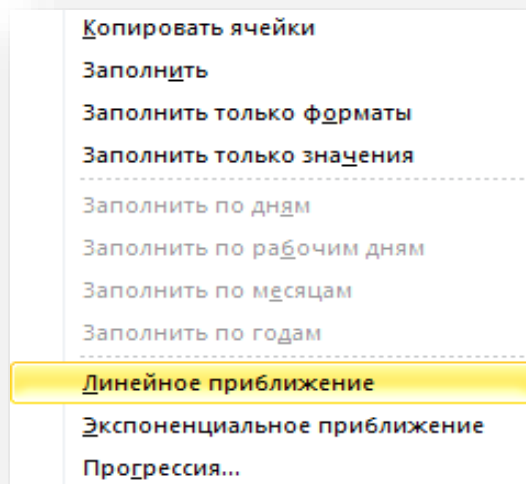 Копировать ячейки
Заполнить
Заполнить только форматы
Заполнить только значения
Заполнить по дням
Заполнить по рабочим дням
Заполнить по месяцам
Заполнить по годам
Линейное приближение
Экспоненциальное приближение
Прогрессия...